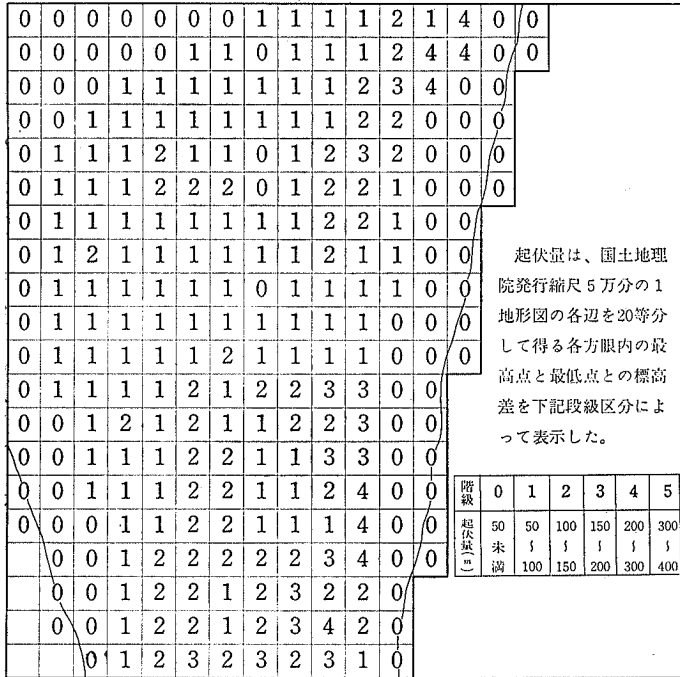 0 0 0 0 0 0 0 1 1 1 1 2 1 4 0 0
0 0 0 0 0 1 1 0 1 1 1 2 4 4 0 0
0 0 0 1 1 1 1 1 1 1 2 3 4 0 0
0 0 1 1 1 1 1 1 1 1 2 2 0 0 0
0 1 1 1 2 1 1 0 1 2 3 2 0 0 0
0 1 1 1 2 2 2 0 1 2 2 1 0 0 0
0 1 1 1 1 1 1 1 1 2 2 1 0 0
0 1 2 1 1 1 1 1 1 2 1 1 0 0
0 1 1 1 1 1 1 0 1 1 1 1 0 0
0 1 1 1 1 1 1 1 1 1 1 0 0 0
0 1 1 1 1 1 2 1 1 1 1 0 0 0
0 1 1 1 1 2 1 2 2 3 3 0 0
0 0 1 2 1 2 1 1 2 2 3 0 0
0 0 1 1 1 2 2 1 1 3 3 0 0
0 0 1 1 1 2 2 1 1 2 4 0 0
0 0 0 1 1 2 2 1 1 1 4 0 0
0 0 1 2 2 2 2 2 3 4 0 0
0 0 1 2 2 1 2 3 2 2 0
0 0 1 2 2 1 2 3 4 2 0
0 1 2 3 2 3 2 3 1 0
起伏量は、国土地理
院発行縮尺5万分の1
地形図の各辺を20等分
して得る各方眼内の最
高点と最低点との標高
差を下記段級区分によ
って表示した。
階級 0 1 2 3 4 5
起伏量(m) 50未満 50〜100 100〜150 150〜200 200〜300 300〜400